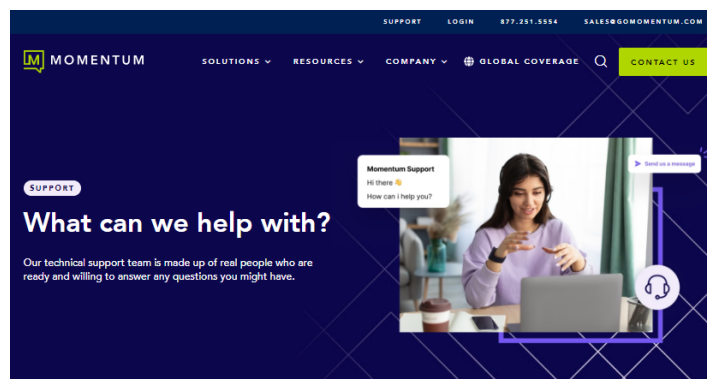 SUPPORT LOGIN 877.251.5554 SALES@GOMOMENTUM.COM
M MOMENTUM SOLUTIONS RESOURCES COMPANY GLOBAL COVERAGE CONTACT US
Momentum Support
Hi there 👋
How can i help you?
Send us a message
SUPPORT
What can we help with?
Our technical support team is made up of real people who are
ready and willing to answer any questions you might have.